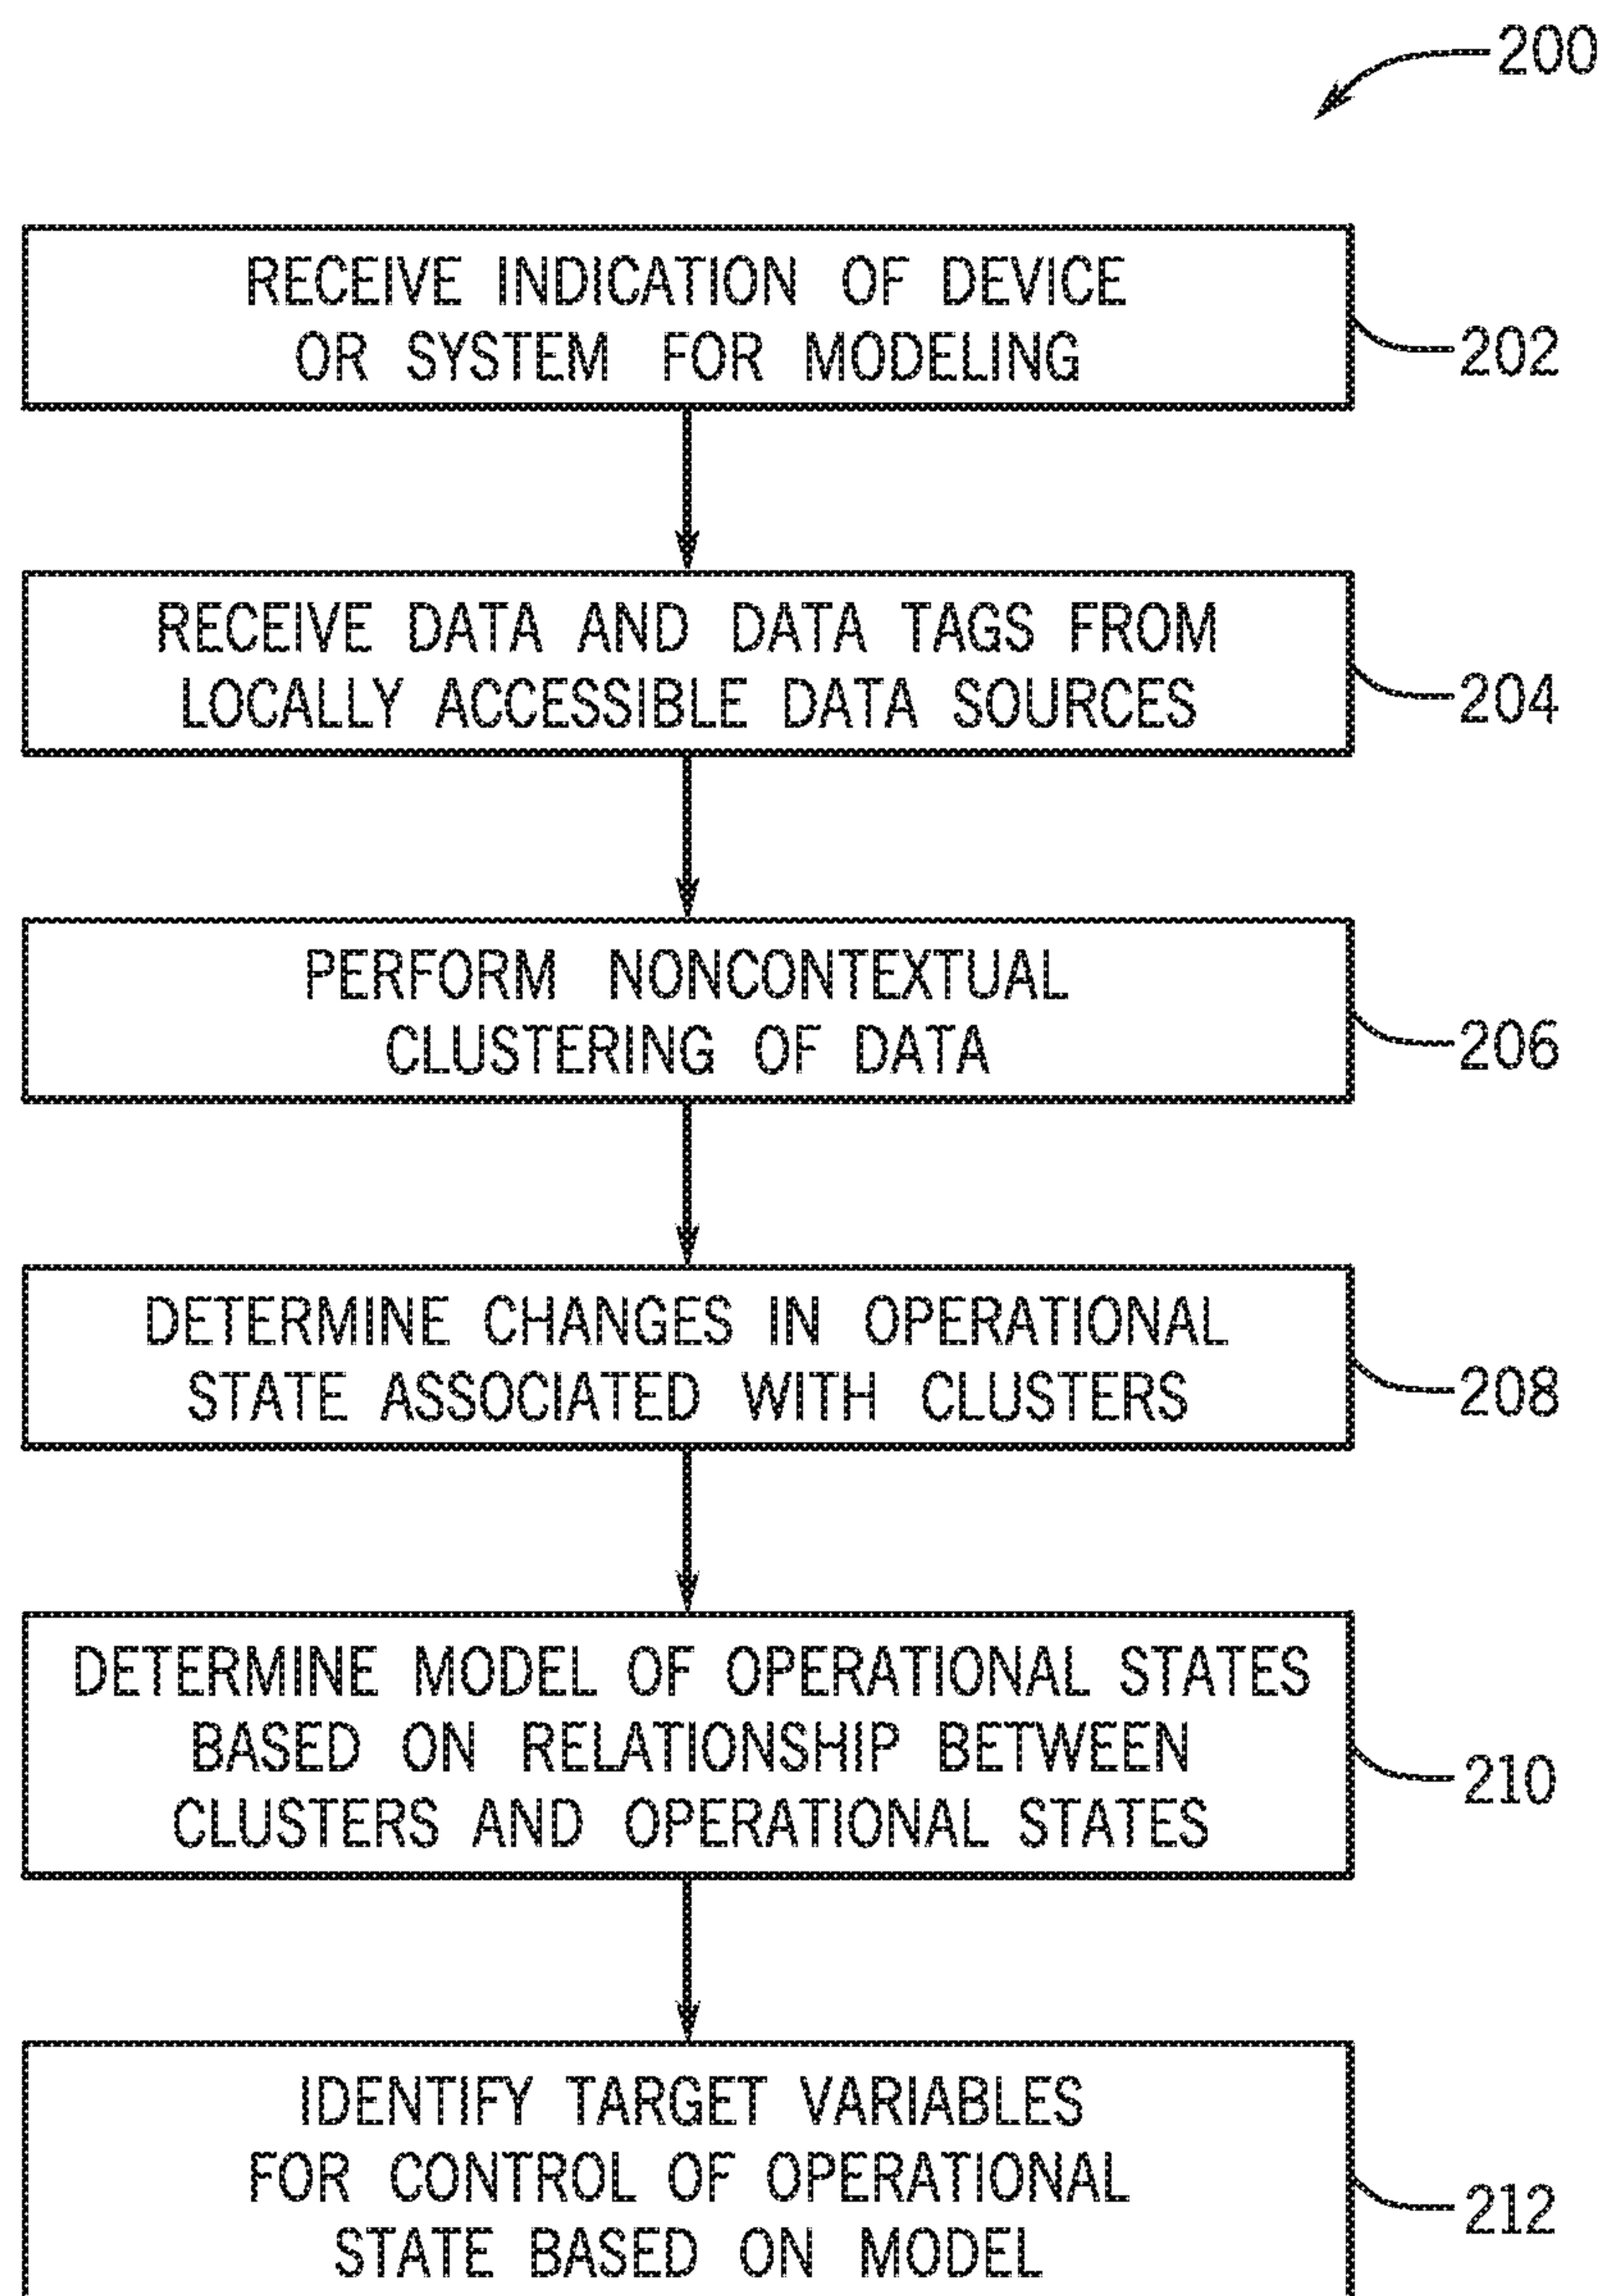 200
RECEIVE INDICATION OF DEVICE
OR SYSTEM FOR MODELING
202
RECEIVE DATA AND DATA TAGS FROM
LOCALLY ACCESSIBLE DATA SOURCES
204
PERFORM NONCONTEXTUAL
CLUSTERING OF DATA
206
DETERMINE CHANGES IN OPERATIONAL
STATE ASSOCIATED WITH CLUSTERS
208
DETERMINE MODEL OF OPERATIONAL STATES
BASED ON RELATIONSHIP BETWEEN
CLUSTERS AND OPERATIONAL STATES
210
IDENTIFY TARGET VARIABLES
FOR CONTROL OF OPERATIONAL
STATE BASED ON MODEL
212